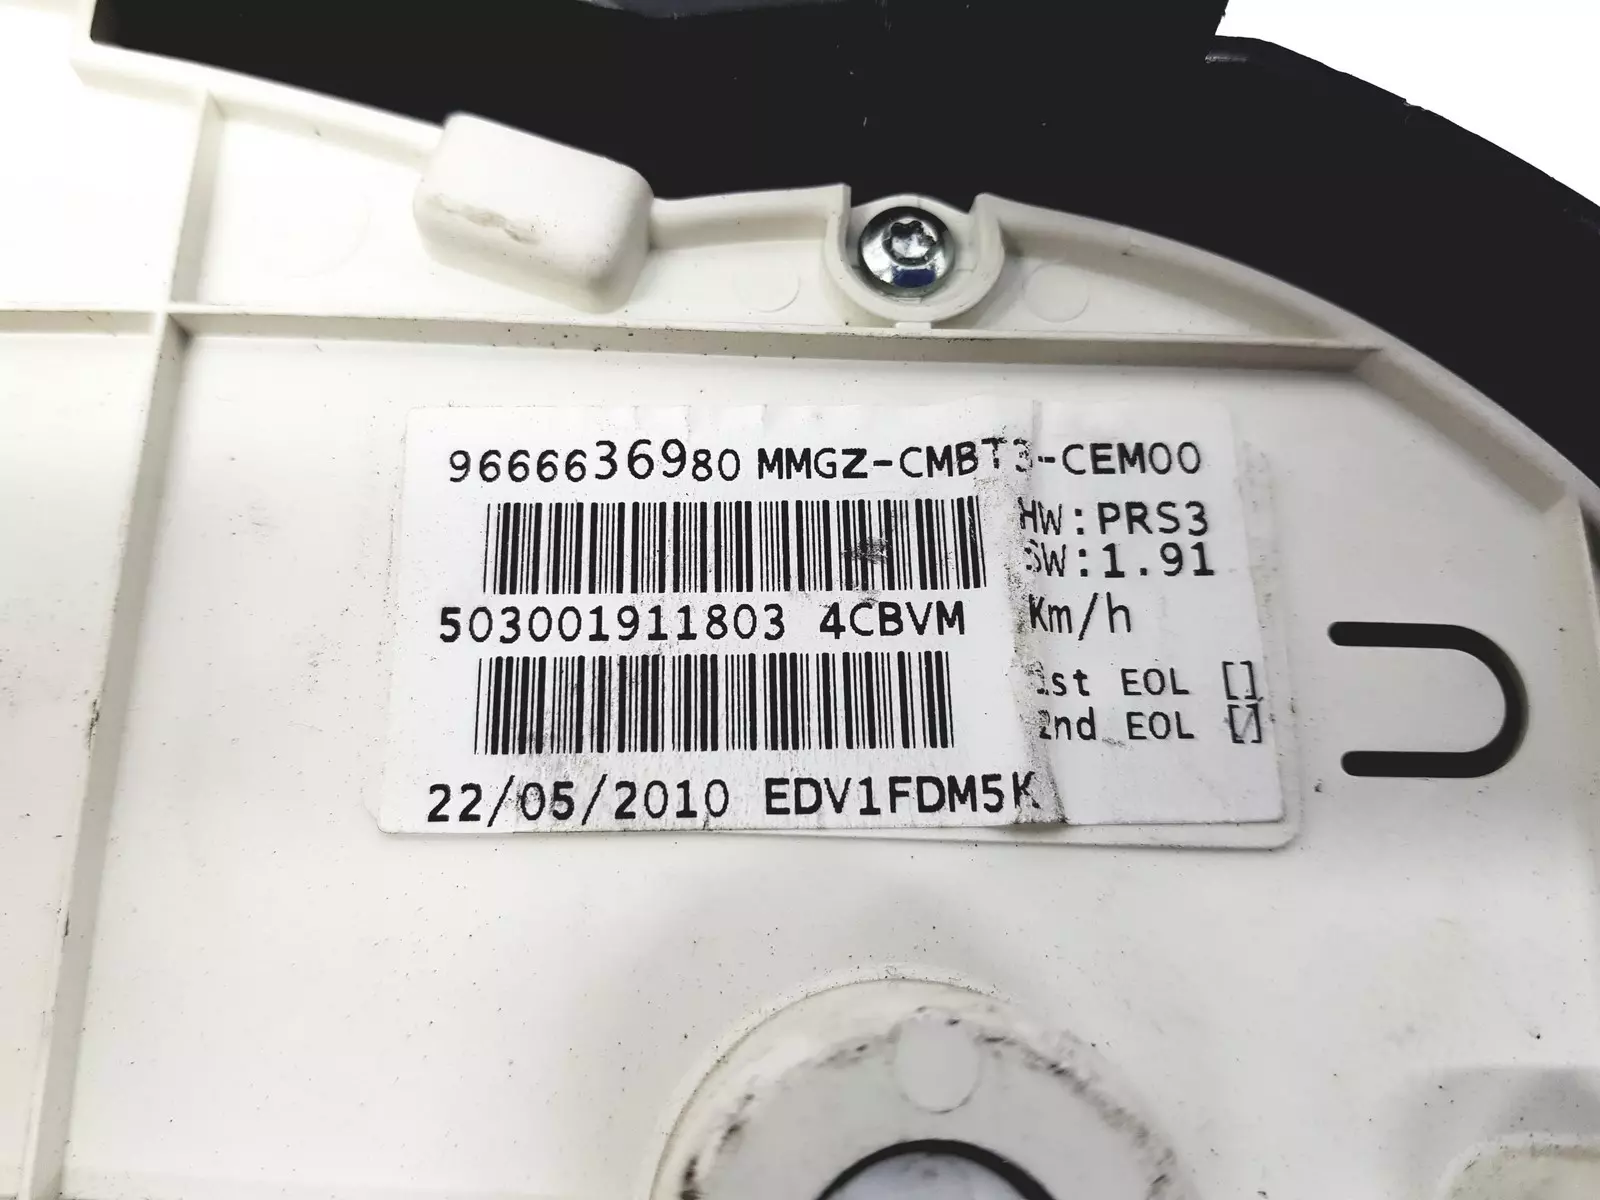 9666636980 MMGZ-CMBT3-CEM00
HW:PRS3
SW:1.91
503001911803 4CBVM
Km/h
1st EOL []
2nd EOL [/]
22/05/2010 EDV1FDM5K